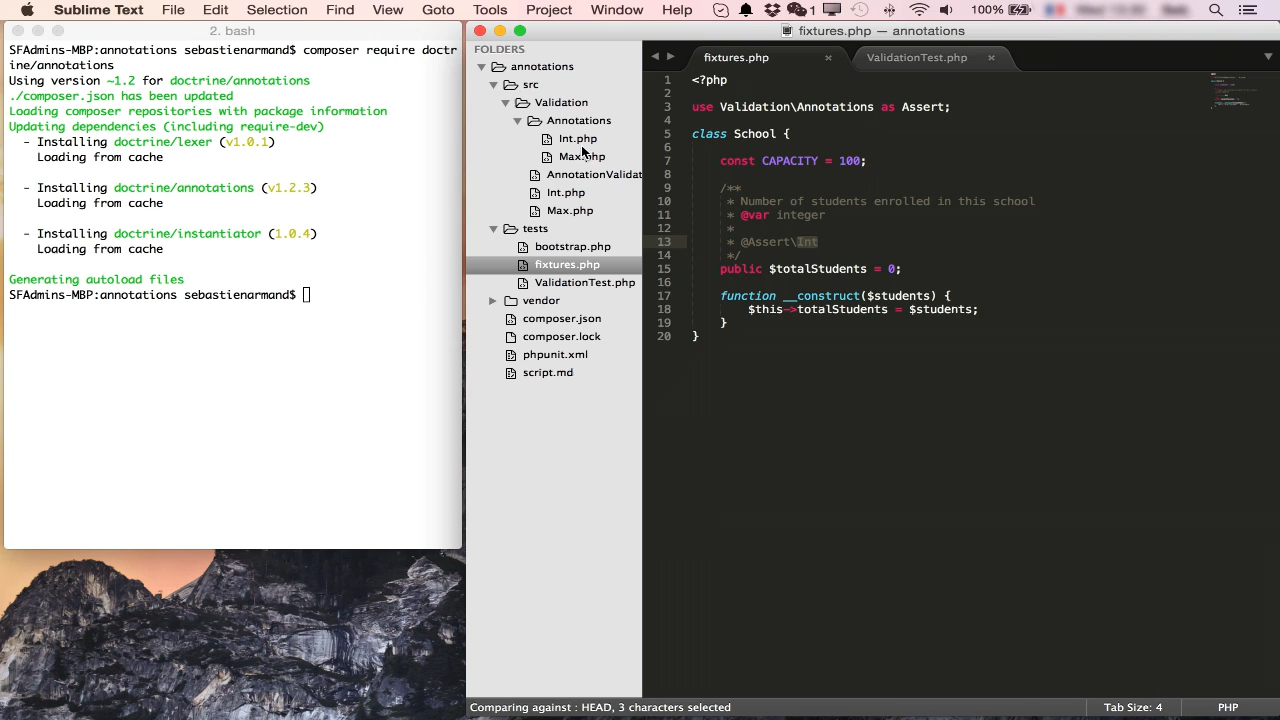 Sublime Text File Edit Selection View Goto Tools Project Window Help 1 100%
2. bash
SFAdmins-MBP:annotations sebastienarmand$ composer require doctr
ine/annotations
Using version ~1.2 for doctrine/annotations
./composer.json has been updated
Loading composer repositories with package information
Updating dependencies (including require-dev)
- Installing doctrine/lexer (v1.0.1)
Loading from cache
- Installing doctrine/annotations (v1.2.3)
Loading from cache
- Installing doctrine/instantiator (1.0.4)
Loading from cache
Generating autoload files
SFAdmins-MBP:annotations sebastienarmand$
fixtures.php — annotations
FOLDERS
annotations
src
Validation
Annotations
Int.php
Max.php
AnnotationValidat
Int.php
Max.php
tests
bootstrap.php
fixtures.php
ValidationTest.php
vendor
composer.json
composer.lock
phpunit.xml
script.md
fixtures.php × ValidationTest.php ×
1 <?php
2
3 use Validation\Annotations as Assert;
4
5 class School {
6
7 const CAPACITY = 100;
8
9 /**
10 * Number of students enrolled in this school
11 * @var integer
12 *
13 * @Assert\Int
14 */
15 public $totalStudents = 0;
16
17 function __construct($students) {
18 $this->totalStudents = $students;
19 }
20 }
Comparing against : HEAD, 3 characters selected Tab Size: 4 PHP